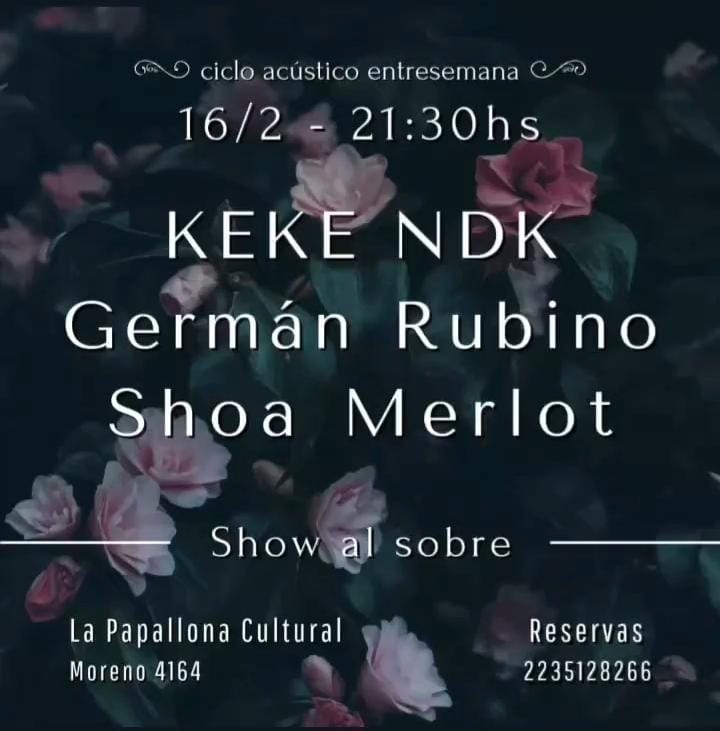 ciclo acústico entresemana
16/2 - 21:30hs
KEKE NDK
Germán Rubino
Shoa Merlot
Show al sobre
La Papallona Cultural
Moreno 4164
Reservas
2235128266